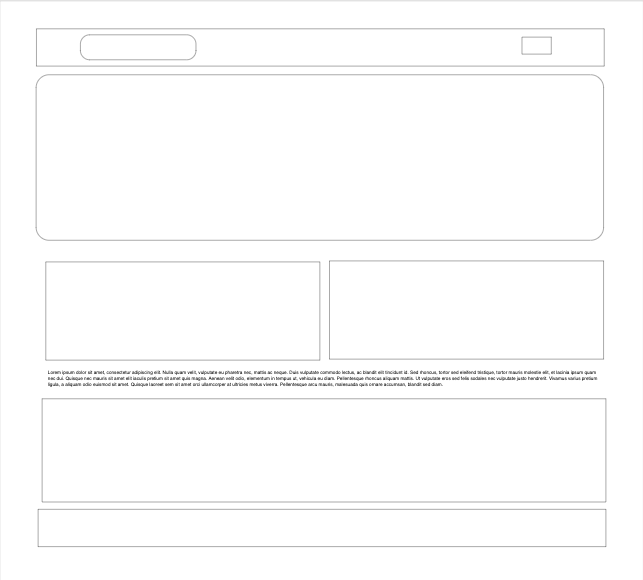 Lorem ipsum dolor sit amet, consectetur adipiscing elit. Nulla quam velit, vulputate eu pharetra nec, mattis ac neque. Duis vulputate commodo lectus, ac blandit elit tincidunt id. Sed rhoncus, tortor sed eleifend tristique, tortor mauris molestie elit, et lacinia ipsum quam
nec dui. Quisque nec mauris sit amet elit iaculis pretium sit amet quis magna. Aenean velit odio, elementum in tempus ut, vehicula eu diam. Pellentesque rhoncus aliquam mattis. Ut vulputate eros sed felis sodales nec vulputate justo hendrerit. Vivamus varius pretium
ligula, a aliquam odio euismod sit amet. Quisque laoreet sem sit amet orci ullamcorper at ultricies metus viverra. Pellentesque arcu mauris, malesuada quis ornare accumsan, blandit sed diam.